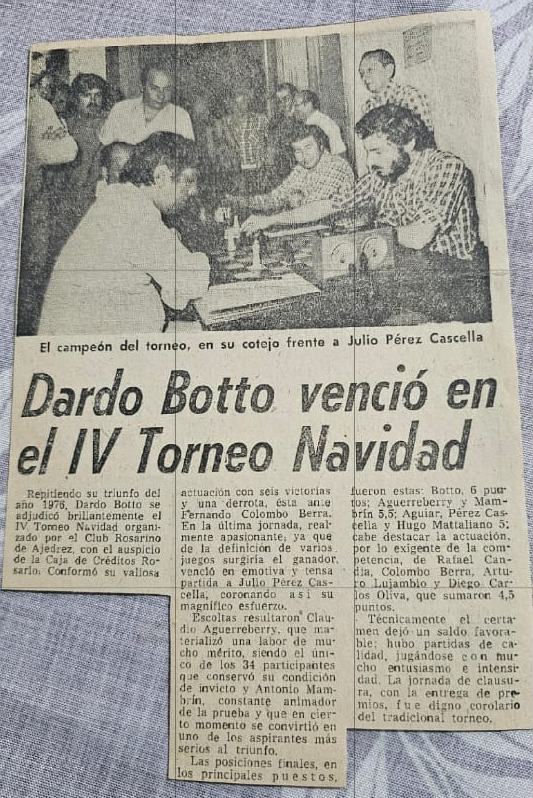 El campeón del torneo, en su cotejo frente a Julio Pérez Cascella
Dardo Botto venció en
el IV Torneo Navidad
Repitiendo su triunfo del
año 1976, Dardo Botto se
adjudicó brillantemente el
IV Torneo Navidad organi-
zado por el Club Rosarino
de Ajedrez, con el auspicio
de la Caja de Créditos Ro-
sario. Conformó su valiosa
actuación con seis victorias
y una derrota, ésta ante
Fernando Colombo Berra.
En la última jornada, real-
mente apasionante, ya que
de la definición de varios
juegos surgiría el ganador,
venció en emotiva y tensa
partida a Julio Pérez Cas-
cella, coronando así su
magnífico esfuerzo.
Escoltas resultaron Clau-
dio Aguerreberry, que ma-
terializó una labor de mu-
cho mérito, siendo el úni-
co de los 34 participantes
que conservó su condición
de invicto y Antonio Mam-
brín, constante animador
de la prueba y que en cier-
to momento se convirtió en
uno de los aspirantes más
serios al triunfo.
Las posiciones finales, en
los principales puestos,
fueron estas: Botto, 6 pun-
tos; Aguerreberry y Mam-
brín 5,5; Aguiar, Pérez Cas-
cella y Hugo Mattaliano 5;
cabe destacar la actuación,
por lo exigente de la com-
petencia, de Rafael Can-
dia, Colombo Berra, Artu-
ro Lujambio y Diego Car-
los Oliva, que sumaron 4,5
puntos.
Técnicamente el certa-
men dejó un saldo favora-
ble; hubo partidas de ca-
lidad, jugándose con mu-
cho entusiasmo e intensi-
dad. La jornada de clausu-
ra, con la entrega de pre-
mios, fue digno corolario
del tradicional torneo.